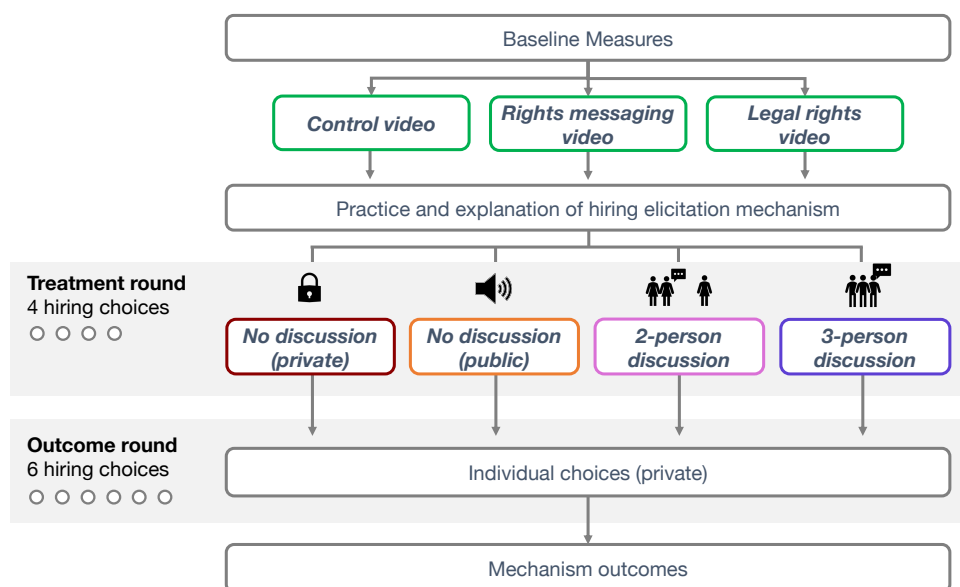 Baseline Measures
Control video
Rights messaging
video
Legal rights
video
Practice and explanation of hiring elicitation mechanism
Treatment round
4 hiring choices
No discussion
(private)
No discussion
(public)
2-person
discussion
3-person
discussion
Outcome round
6 hiring choices
Individual choices (private)
Mechanism outcomes